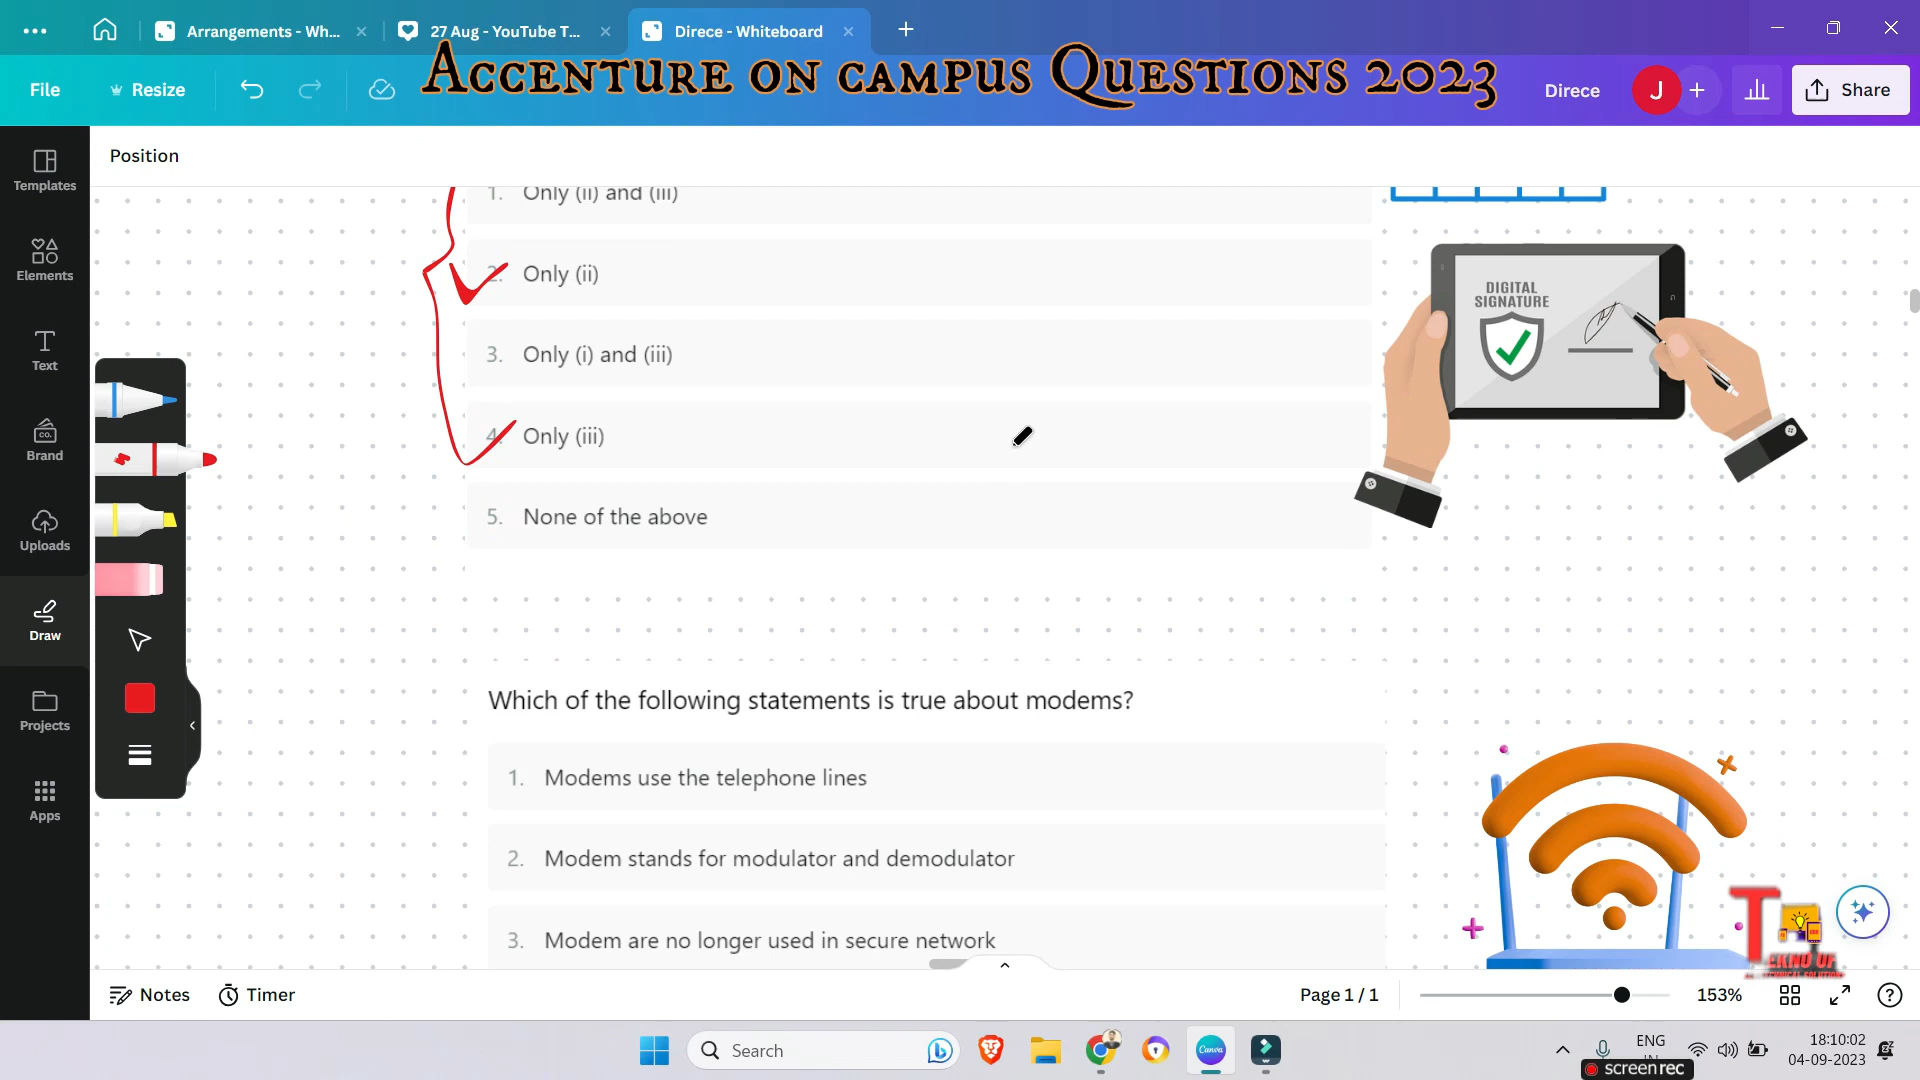 Arrangements - Wh...
27 Aug - YouTube T...
Direce - Whiteboard
File
Resize
Accenture on campus Questions 2023
Direce
J
Share
Position
Templates
Elements
Text
CO.
Brand
Uploads
Draw
Projects
Apps
1. Only (ii) and (iii)
2. Only (ii)
3. Only (i) and (iii)
4. Only (iii)
5. None of the above
DIGITAL
SIGNATURE
Which of the following statements is true about modems?
1. Modems use the telephone lines
2. Modem stands for modulator and demodulator
3. Modem are no longer used in secure network
Notes
Timer
Page 1 / 1
153%
Search
Canva
ENG
IN
18:10:02
04-09-2023
screenrec